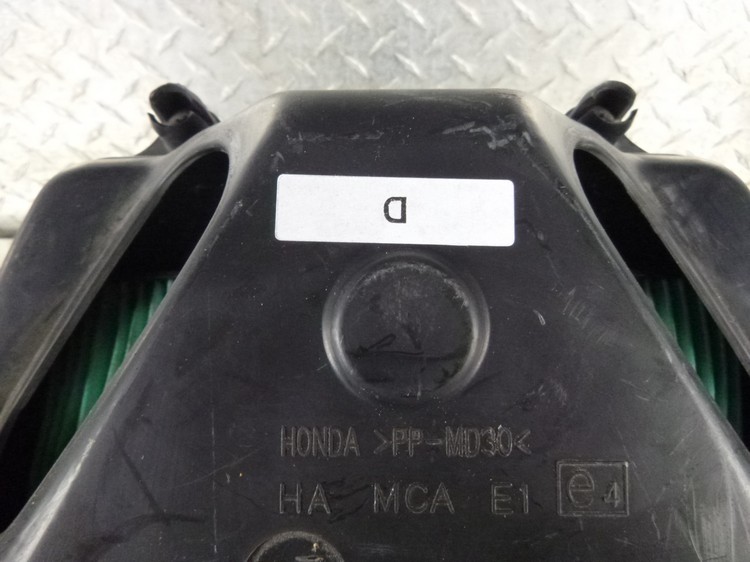 D
HONDA >PP-MD30<
HA MCA E1 e4